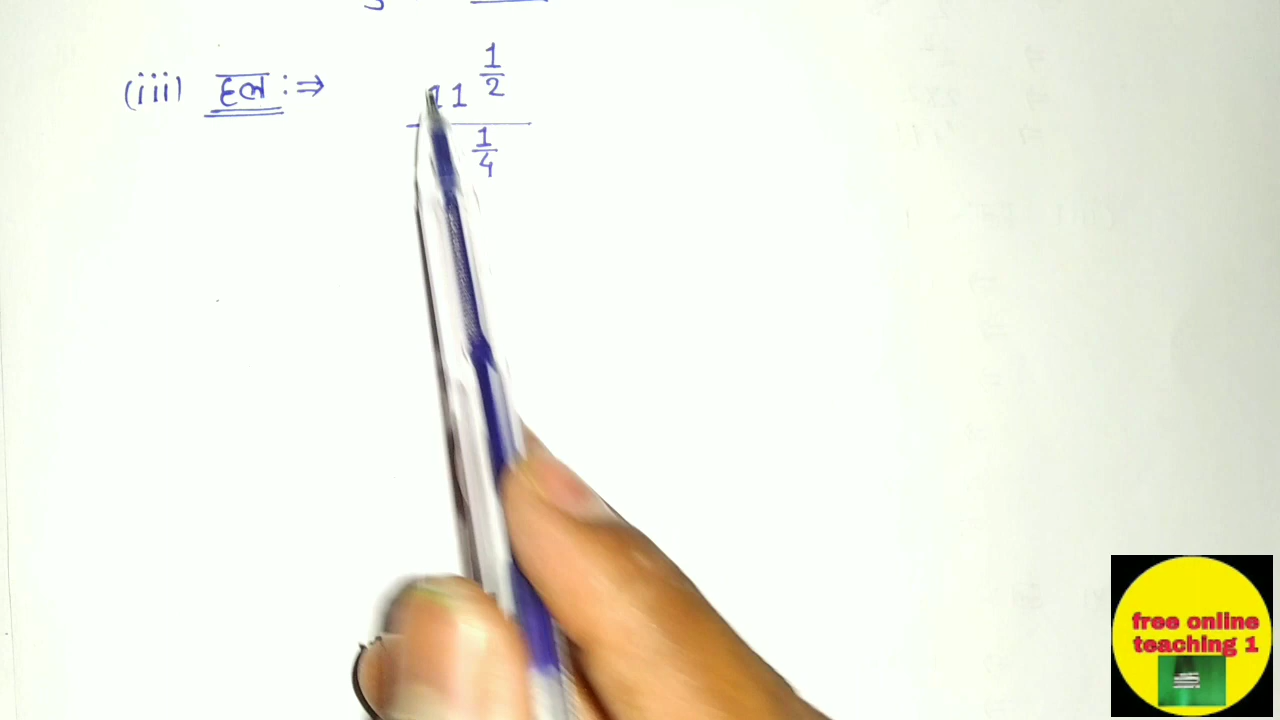 (iii) हल :⇒ 11^{1/2}
1/4
free online
teaching 1